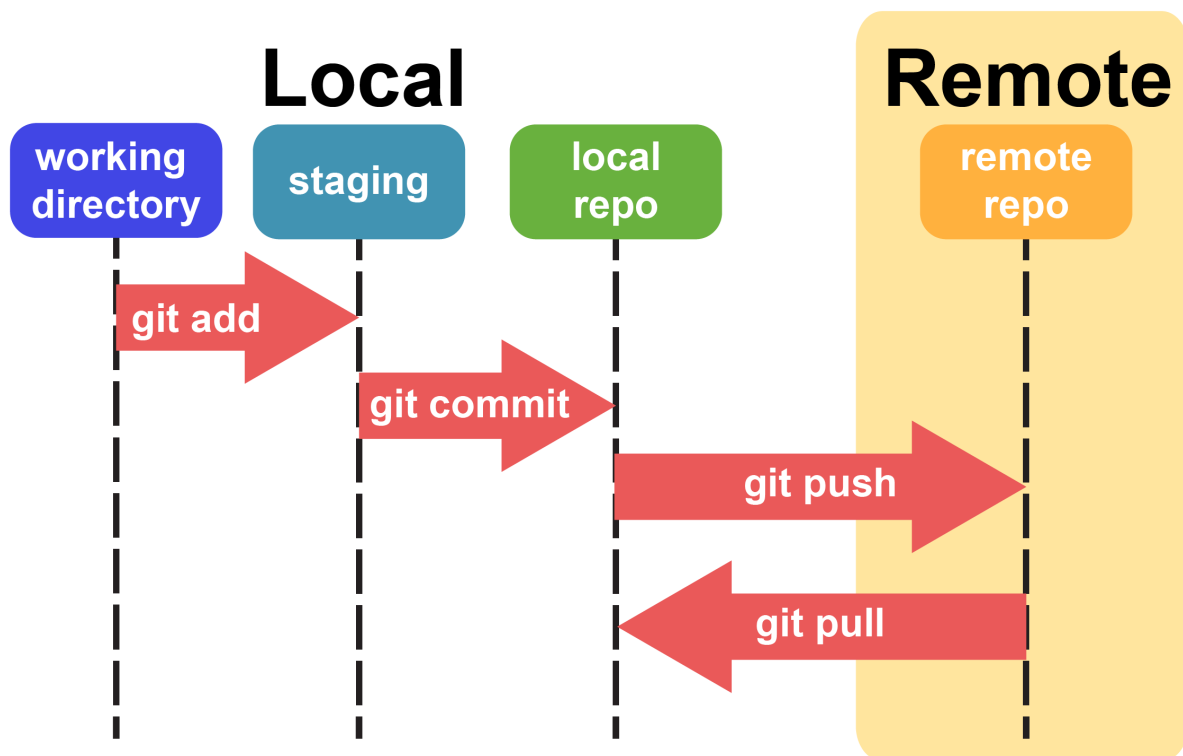 Local
Remote
working
directory
staging
local
repo
remote
repo
git add
git commit
git push
git pull